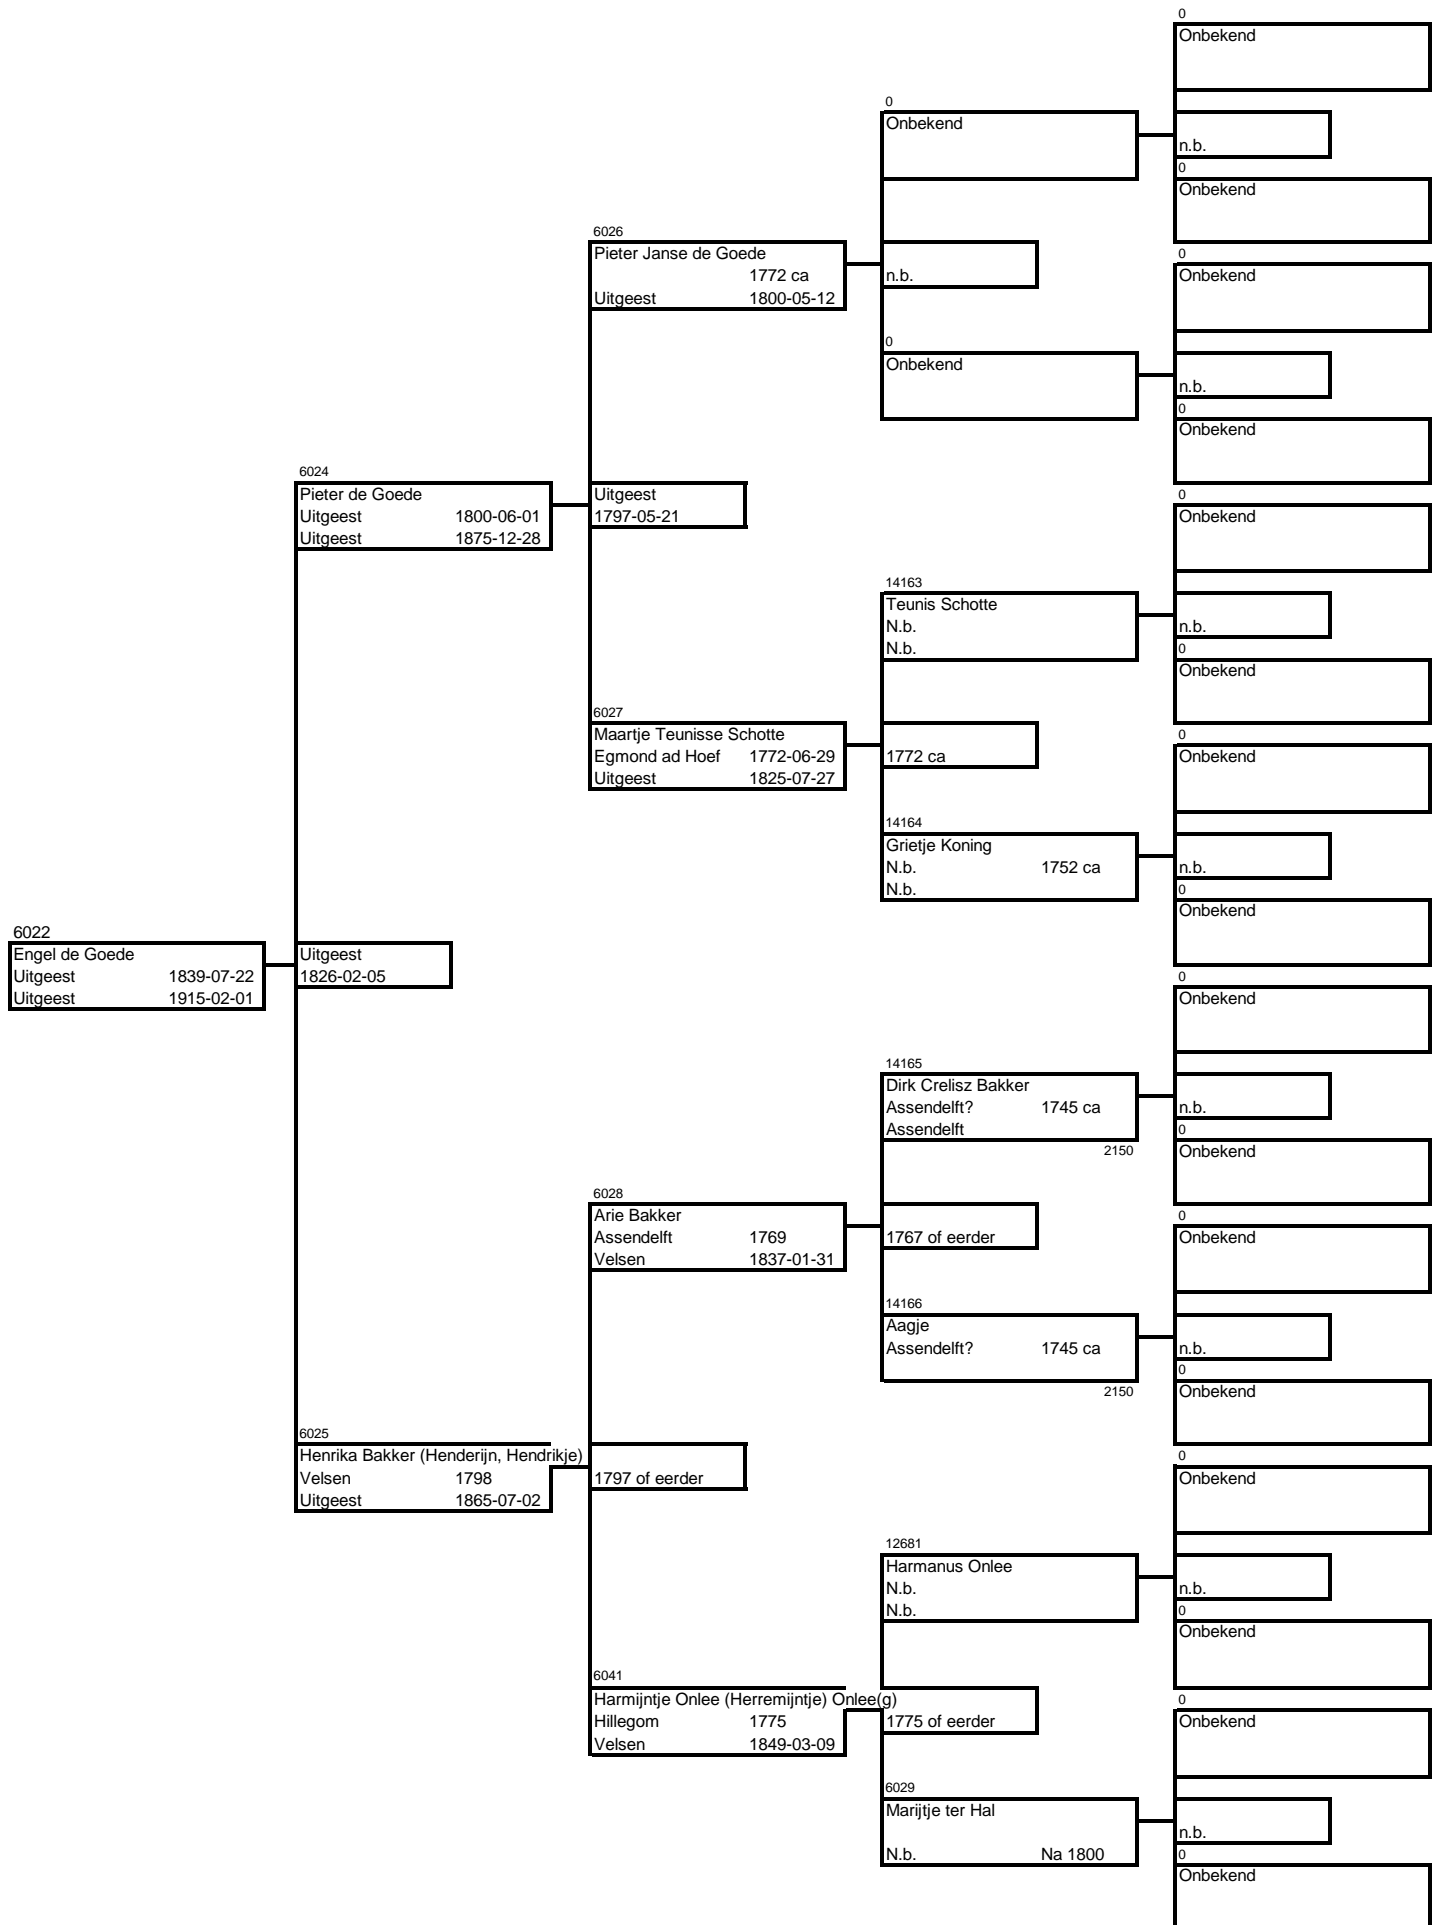 6022
Engel de Goede
Uitgeest 1839-07-22
Uitgeest 1915-02-01
6024
Pieter de Goede
Uitgeest 1800-06-01
Uitgeest 1875-12-28
Uitgeest
1826-02-05
6025
Henrika Bakker (Henderijn, Hendrikje)
Velsen 1798
Uitgeest 1865-07-02
6026
Pieter Janse de Goede
1772 ca
Uitgeest 1800-05-12
Uitgeest
1797-05-21
6027
Maartje Teunisse Schotte
Egmond ad Hoef 1772-06-29
Uitgeest 1825-07-27
6028
Arie Bakker
Assendelft 1769
Velsen 1837-01-31
1797 of eerder
6041
Harmijntje Onlee (Herremijntje) Onlee(g)
Hillegom 1775
Velsen 1849-03-09
0
Onbekend
n.b.
0
Onbekend
14163
Teunis Schotte
N.b.
N.b.
1772 ca
14164
Grietje Koning
N.b. 1752 ca
N.b.
14165
Dirk Crelisz Bakker
Assendelft? 1745 ca
Assendelft
2150
1767 of eerder
14166
Aagje
Assendelft? 1745 ca
2150
12681
Harmanus Onlee
N.b.
N.b.
1775 of eerder
6029
Marijtje ter Hal
N.b. Na 1800
0
Onbekend
n.b.
0
Onbekend
0
Onbekend
n.b.
0
Onbekend
0
Onbekend
n.b.
0
Onbekend
0
Onbekend
n.b.
0
Onbekend
0
Onbekend
n.b.
0
Onbekend
0
Onbekend
n.b.
0
Onbekend
0
Onbekend
n.b.
0
Onbekend
0
Onbekend
n.b.
0
Onbekend